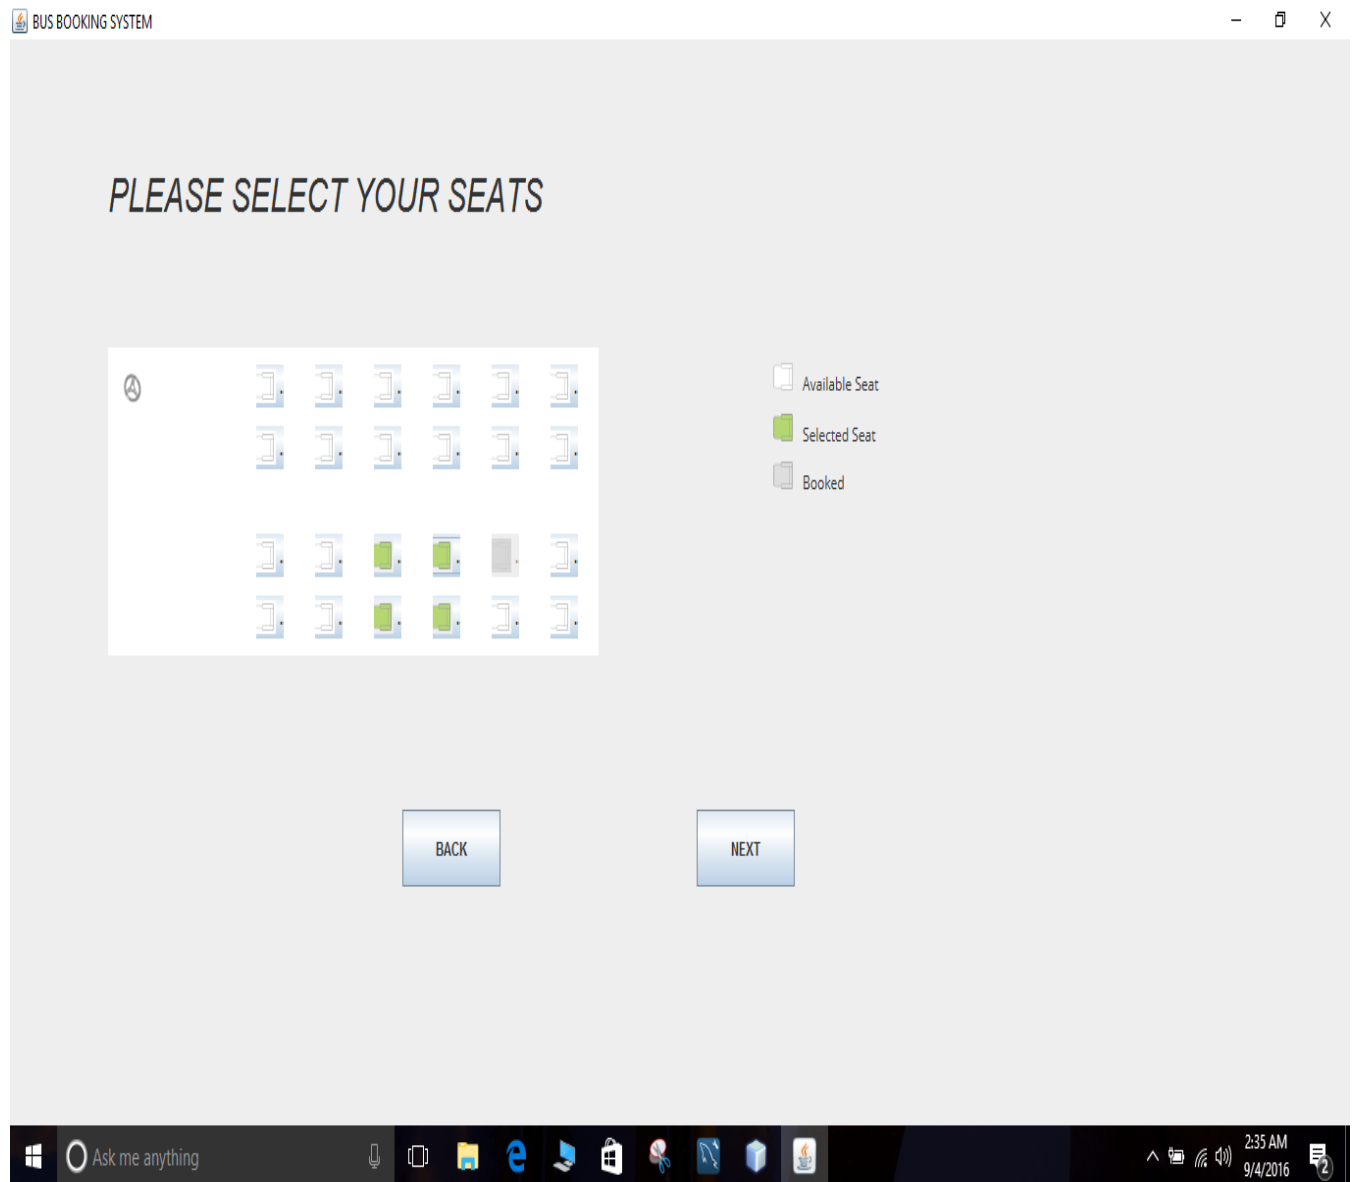 BUS BOOKING SYSTEM
PLEASE SELECT YOUR SEATS
Available Seat
Selected Seat
Booked
BACK
NEXT
Ask me anything
2:35 AM
9/4/2016
2